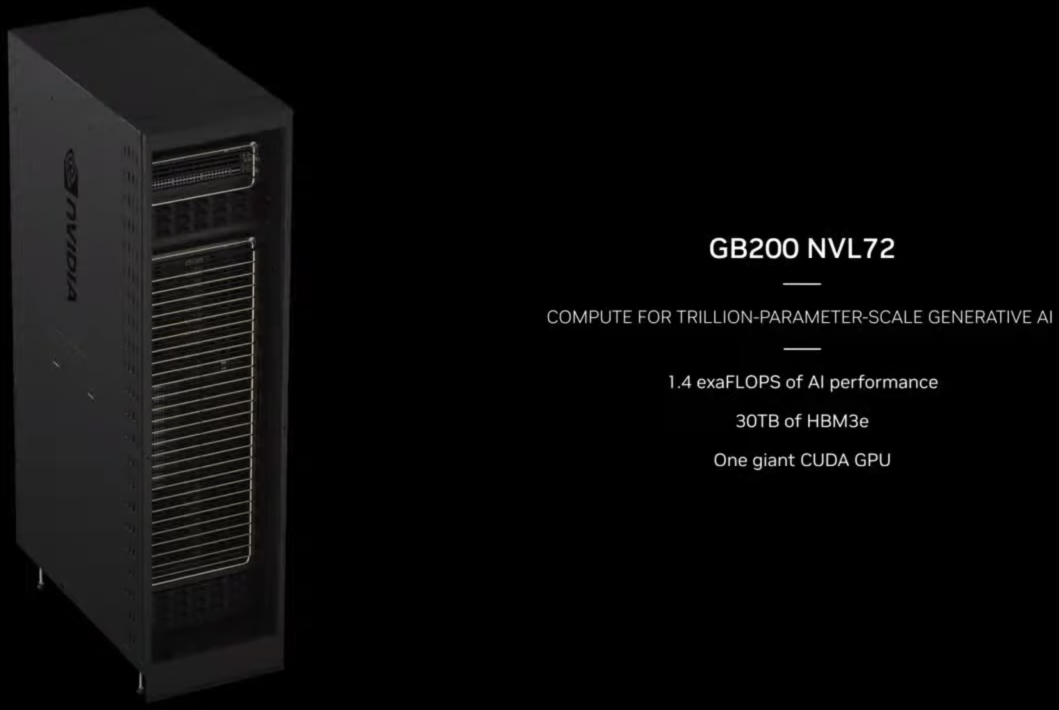 NVIDIA
GB200 NVL72
COMPUTE FOR TRILLION-PARAMETER-SCALE GENERATIVE AI
1.4 exaFLOPS of AI performance
30TB of HBM3e
One giant CUDA GPU